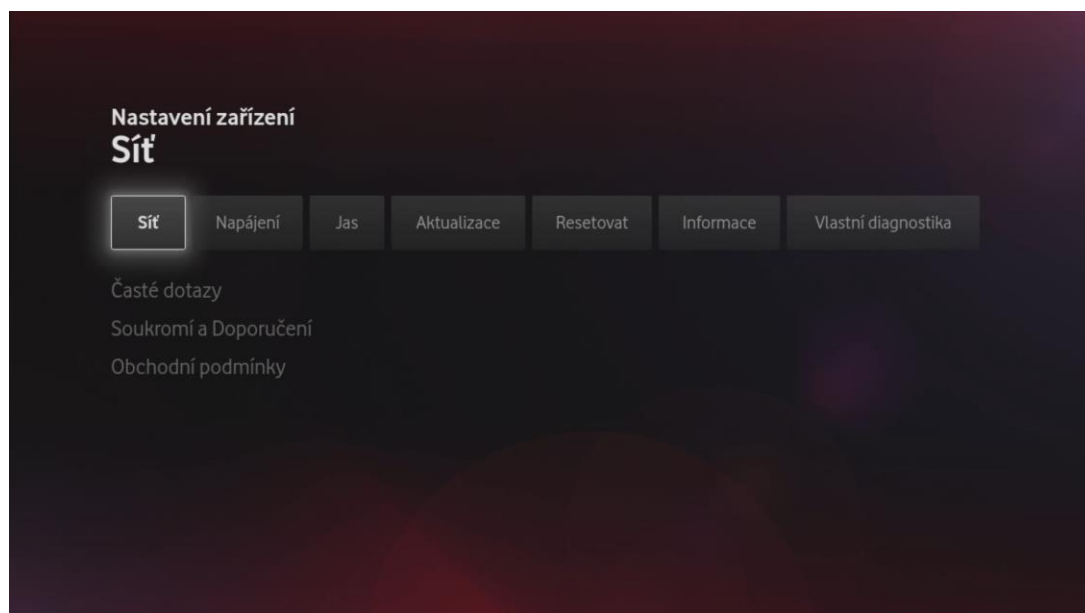 Nastavení zařízení
Síť
Síť Napájení Jas Aktualizace Resetovat Informace Vlastní diagnostika
Časté dotazy
Soukromí a Doporučení
Obchodní podmínky